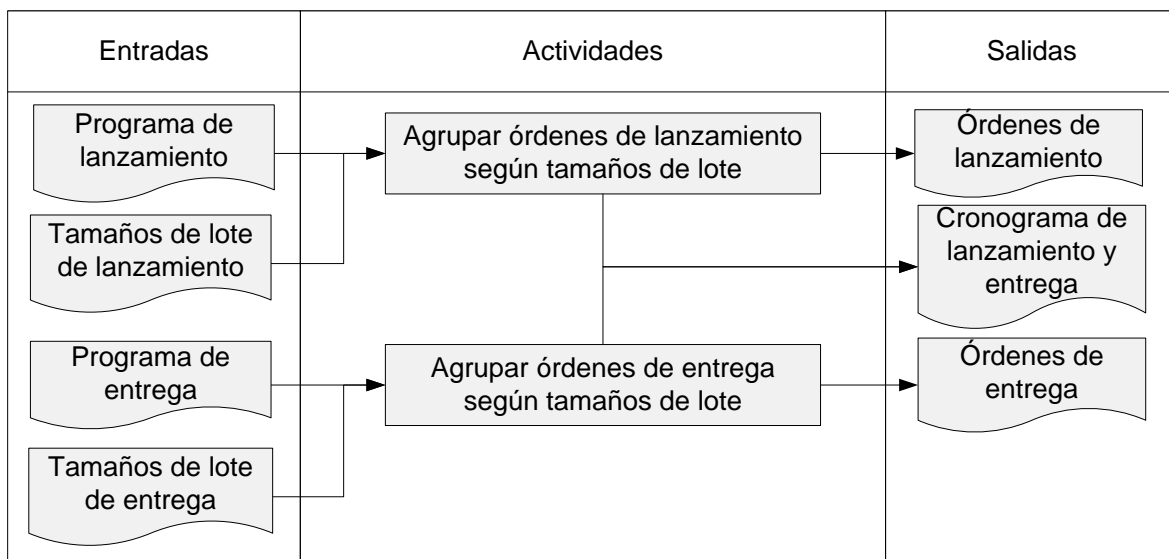 Entradas
Actividades
Salidas
Programa de
lanzamiento
Agrupar órdenes de lanzamiento
según tamaños de lote
Órdenes de
lanzamiento
Tamaños de lote
de lanzamiento
Cronograma de
lanzamiento y
entrega
Programa de
entrega
Agrupar órdenes de entrega
según tamaños de lote
Órdenes de
entrega
Tamaños de lote
de entrega